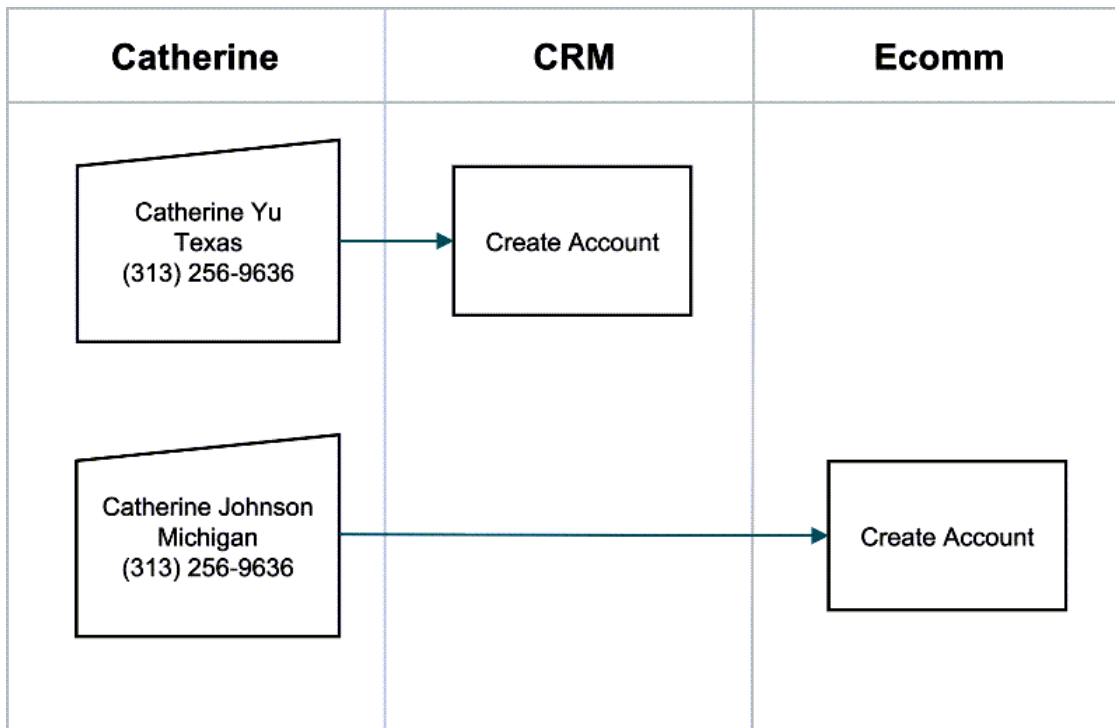 Catherine
CRM
Ecomm
Catherine Yu
Texas
(313) 256-9636
Create Account
Catherine Johnson
Michigan
(313) 256-9636
Create Account